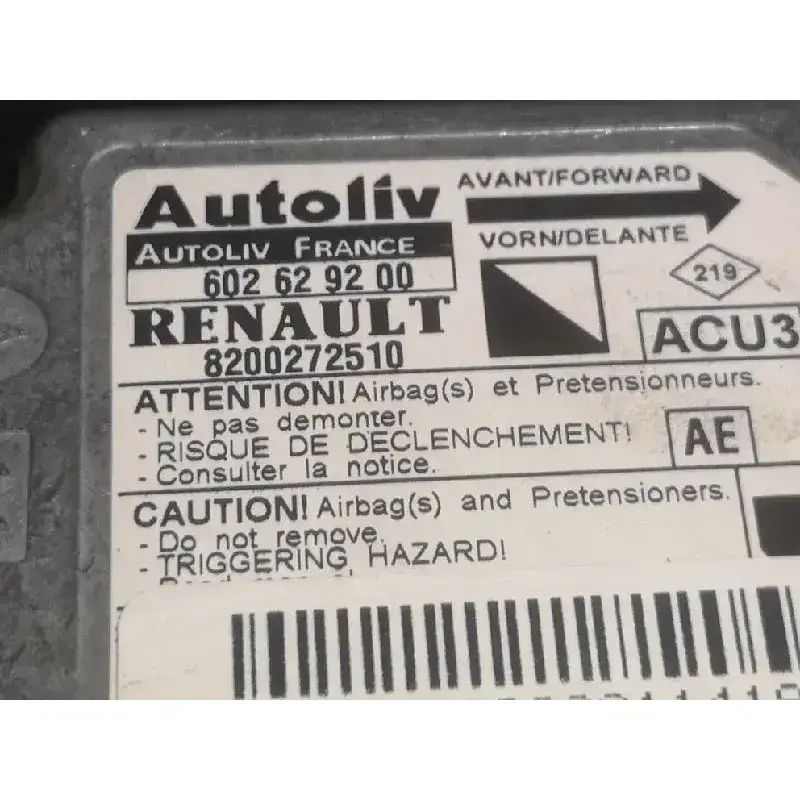 Autoliv
AVANT/FORWARD
AUTOLIV FRANCE
VORN/DELANTE
602 62 92 00
219
RENAULT
ACU3
8200272510
ATTENTION! Airbag(s) et Pretensionneurs.
- Ne pas demonter.
- RISQUE DE DECLENCHEMENT!
- Consulter la notice.
AE
CAUTION! Airbag(s) and Pretensioners.
- Do not remove.
- TRIGGERING HAZARD!